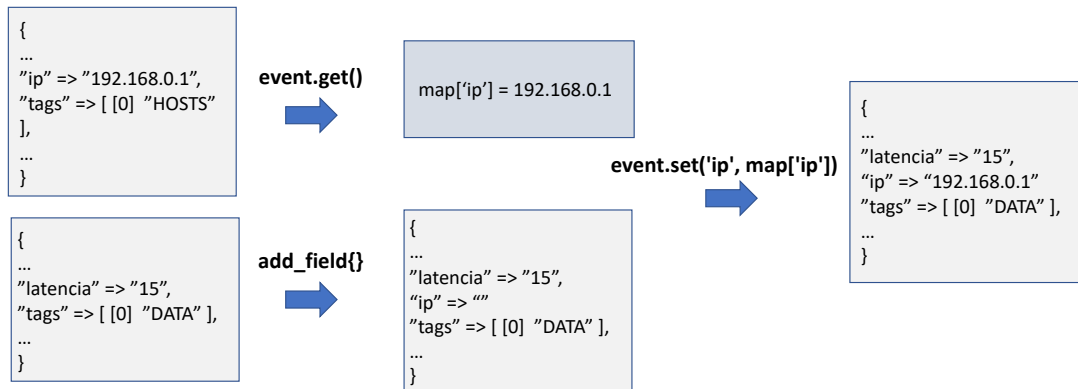 {
...
”ip” => ”192.168.0.1”,
”tags” => [ [0]  ”HOSTS”
],
...
}
event.get()
map[‘ip’] = 192.168.0.1
{
...
”latencia” => ”15”,
”tags” => [ [0]  ”DATA” ],
...
}
add_field{}
{
...
”latencia” => ”15”,
“ip” => “”
”tags” => [ [0]  ”DATA” ],
...
}
event.set('ip', map['ip'])
{
...
”latencia” => ”15”,
“ip” => “192.168.0.1”
”tags” => [ [0]  ”DATA” ],
...
}